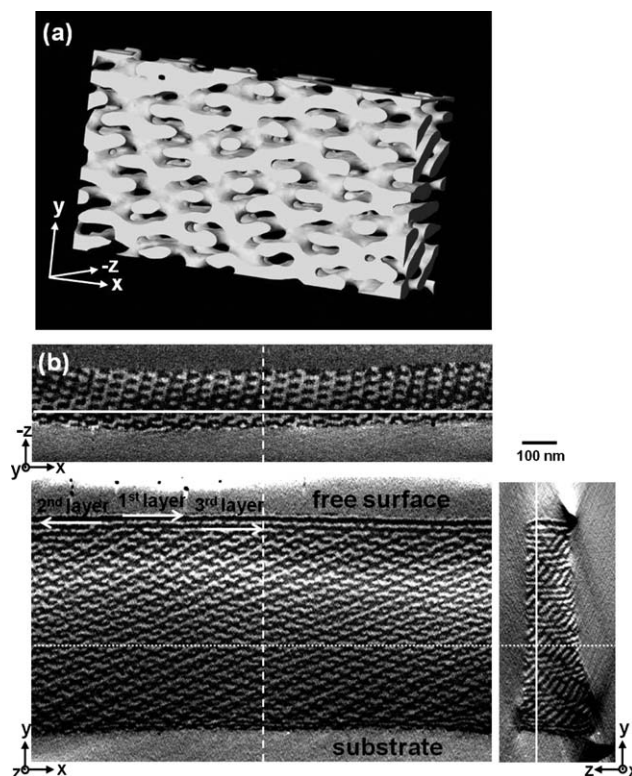 (a)
y
-z
x
(b)
-z
y x
100 nm
2nd layer
1st layer
3rd layer
free surface
substrate
y
z x
y
z x